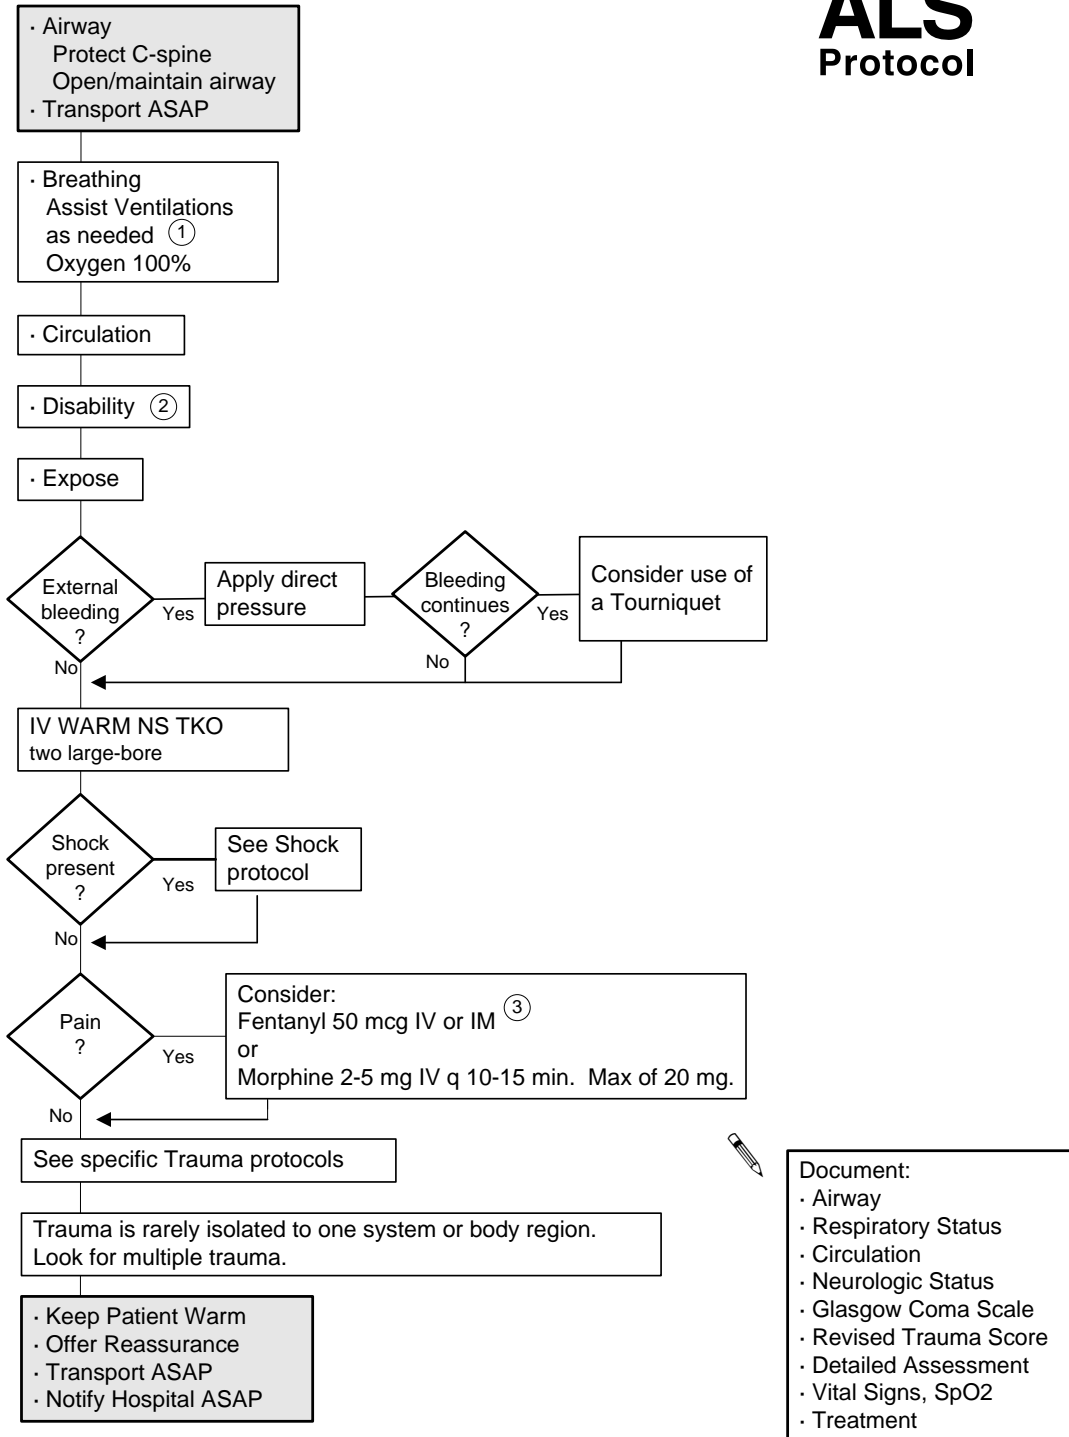 ALS
Protocol
· Airway
Protect C-spine
Open/maintain airway
· Transport ASAP
· Breathing
Assist Ventilations
as needed 1
Oxygen 100%
· Circulation
· Disability 2
· Expose
External
bleeding
?
Yes
No
Apply direct
pressure
Bleeding
continues
?
Yes
No
Consider use of
a Tourniquet
IV WARM NS TKO
two large-bore
Shock
present
?
Yes
No
See Shock
protocol
Pain
?
Yes
No
Consider:
Fentanyl 50 mcg IV or IM 3
or
Morphine 2-5 mg IV q 10-15 min. Max of 20 mg.
See specific Trauma protocols
Trauma is rarely isolated to one system or body region.
Look for multiple trauma.
· Keep Patient Warm
· Offer Reassurance
· Transport ASAP
· Notify Hospital ASAP
Document:
· Airway
· Respiratory Status
· Circulation
· Neurologic Status
· Glasgow Coma Scale
· Revised Trauma Score
· Detailed Assessment
· Vital Signs, SpO2
· Treatment